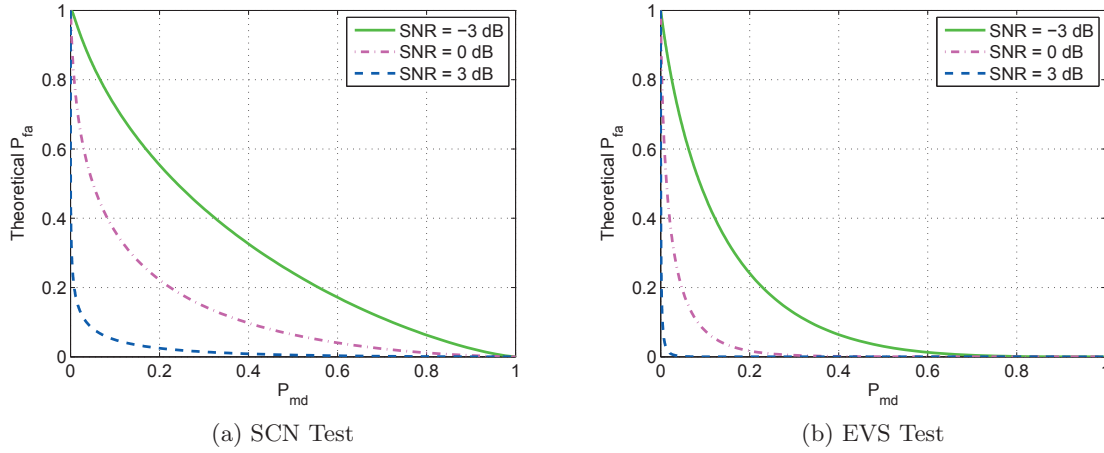 SNR = −3 dB
SNR = 0 dB
SNR = 3 dB
Theoretical P_fa
1
0.8
0.6
0.4
0.2
0
0 0.2 0.4 0.6 0.8 1
P_md
(a) SCN Test
SNR = −3 dB
SNR = 0 dB
SNR = 3 dB
Theoretical P_fa
1
0.8
0.6
0.4
0.2
0
0 0.2 0.4 0.6 0.8 1
P_md
(b) EVS Test